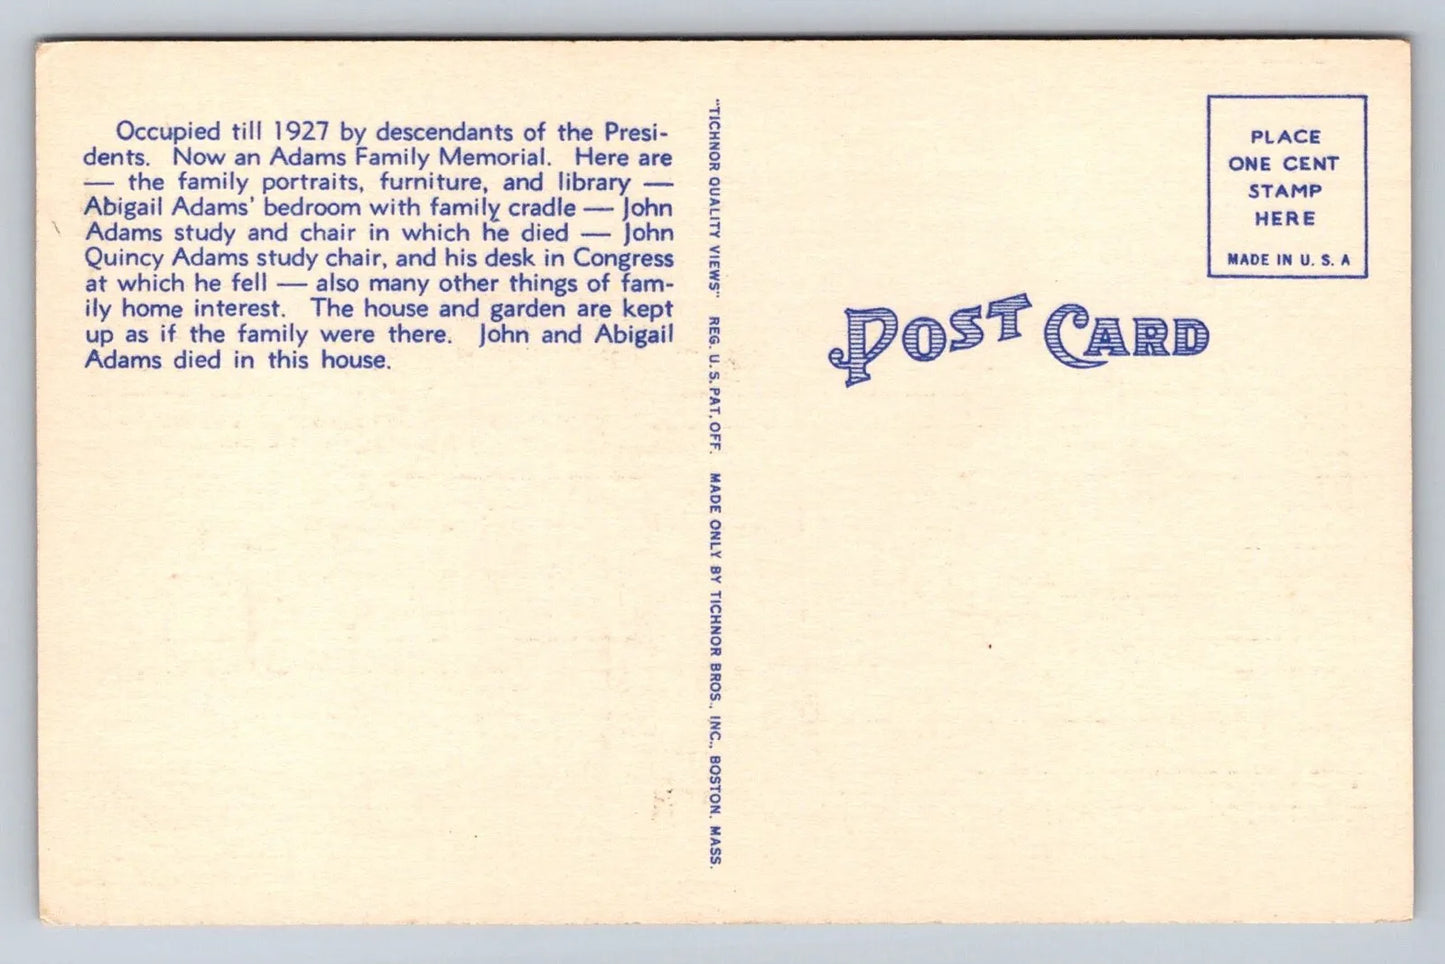 Occupied till 1927 by descendants of the Presi-
dents. Now an Adams Family Memorial. Here are
— the family portraits, furniture, and library —
Abigail Adams' bedroom with family cradle — John
Adams study and chair in which he died — John
Quincy Adams study chair, and his desk in Congress
at which he fell — also many other things of fam-
ily home interest. The house and garden are kept
up as if the family were there. John and Abigail
Adams died in this house.
"TICHNOR QUALITY VIEWS" REG. U. S. PAT. OFF. MADE ONLY BY TICHNOR BROS., INC., BOSTON, MASS.
PLACE
ONE CENT
STAMP
HERE
MADE IN U. S. A
POST CARD